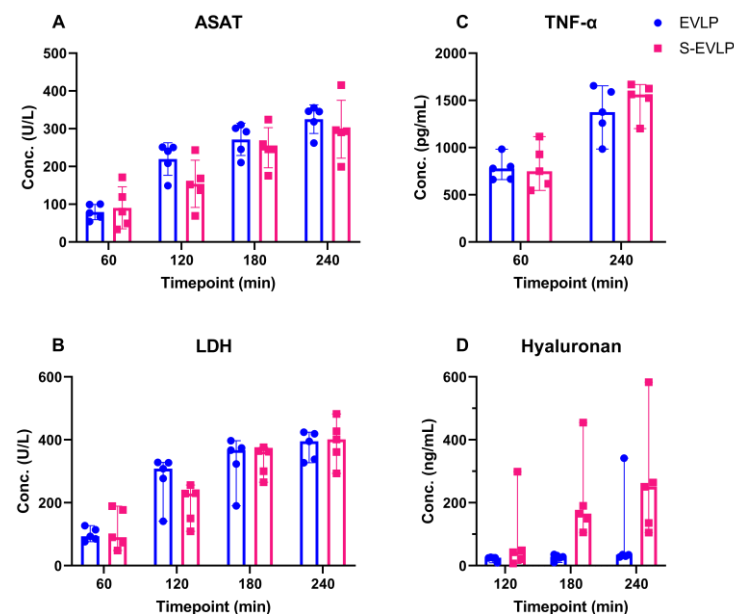 A ASAT
Conc. (U/L)
500
400
300
200
100
0
60 120 180 240
Timepoint (min)
C TNF-α
EVLP
S-EVLP
Conc. (pg/mL)
2000
1500
1000
500
0
60 240
Timepoint (min)
B LDH
Conc. (U/L)
600
400
200
0
60 120 180 240
Timepoint (min)
D Hyaluronan
Conc. (ng/mL)
600
400
200
0
120 180 240
Timepoint (min)